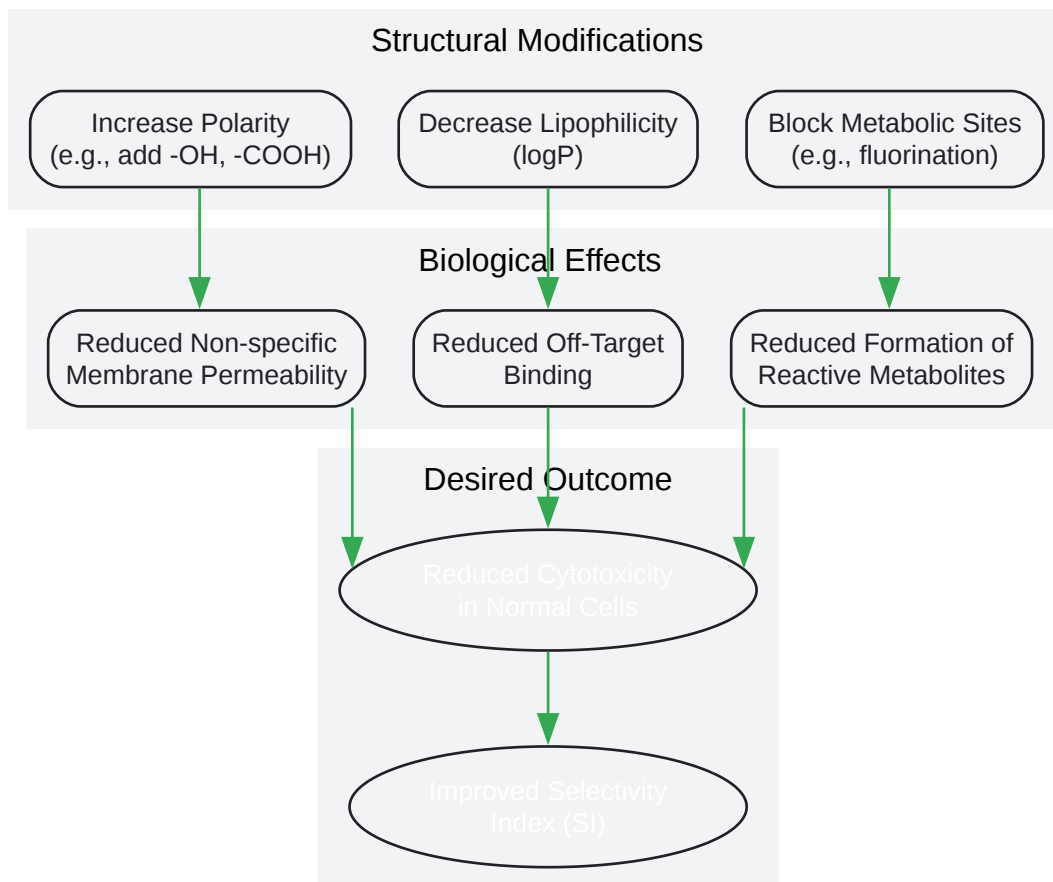 Structural Modifications
Increase Polarity
(e.g., add -OH, -COOH)
Decrease Lipophilicity
(logP)
Block Metabolic Sites
(e.g., fluorination)
Biological Effects
Reduced Non-specific
Membrane Permeability
Reduced Off-Target
Binding
Reduced Formation of
Reactive Metabolites
Desired Outcome
Reduced Cytotoxicity
in Normal Cells
Improved Selectivity
Index (SI)